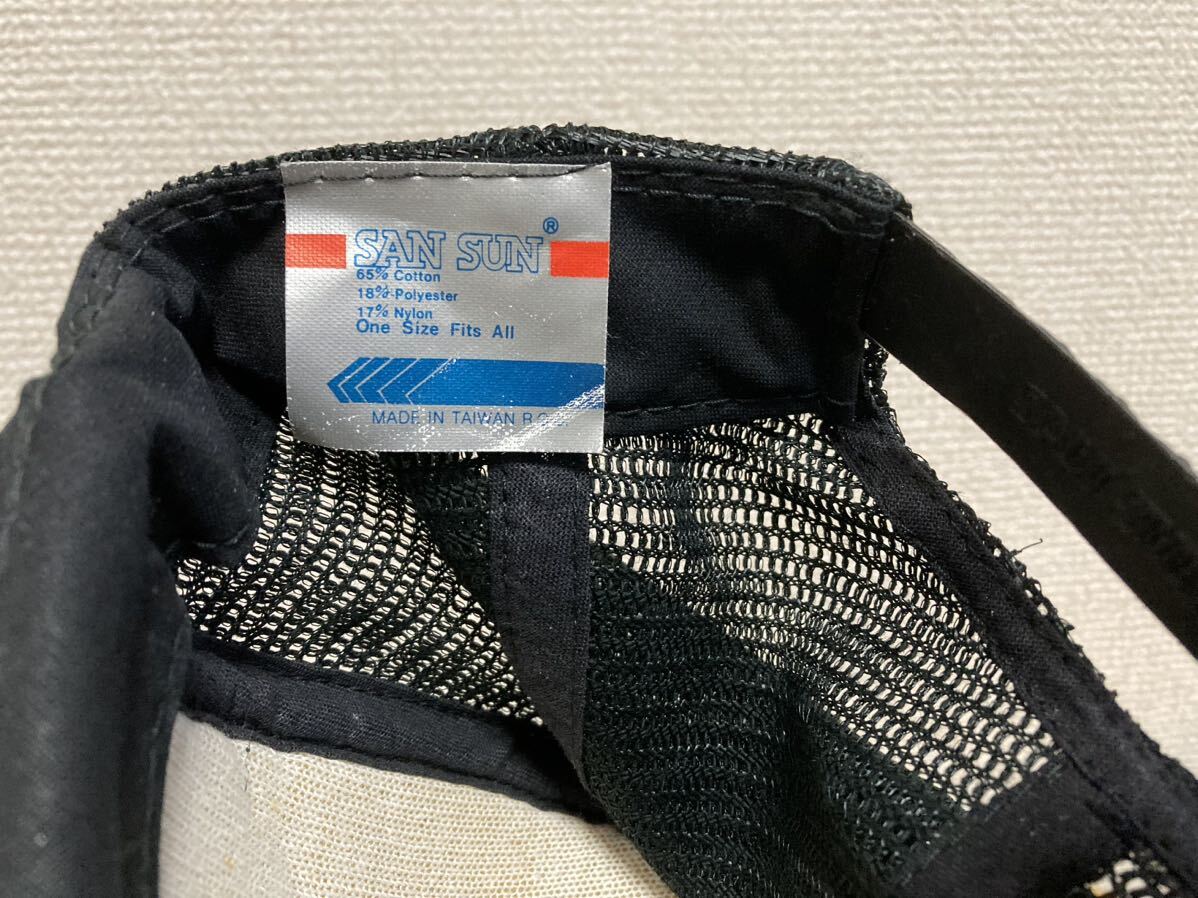 SAN SUN®
65% Cotton
18% Polyester
17% Nylon
One Size Fits All
MADE IN TAIWAN R.O.C.